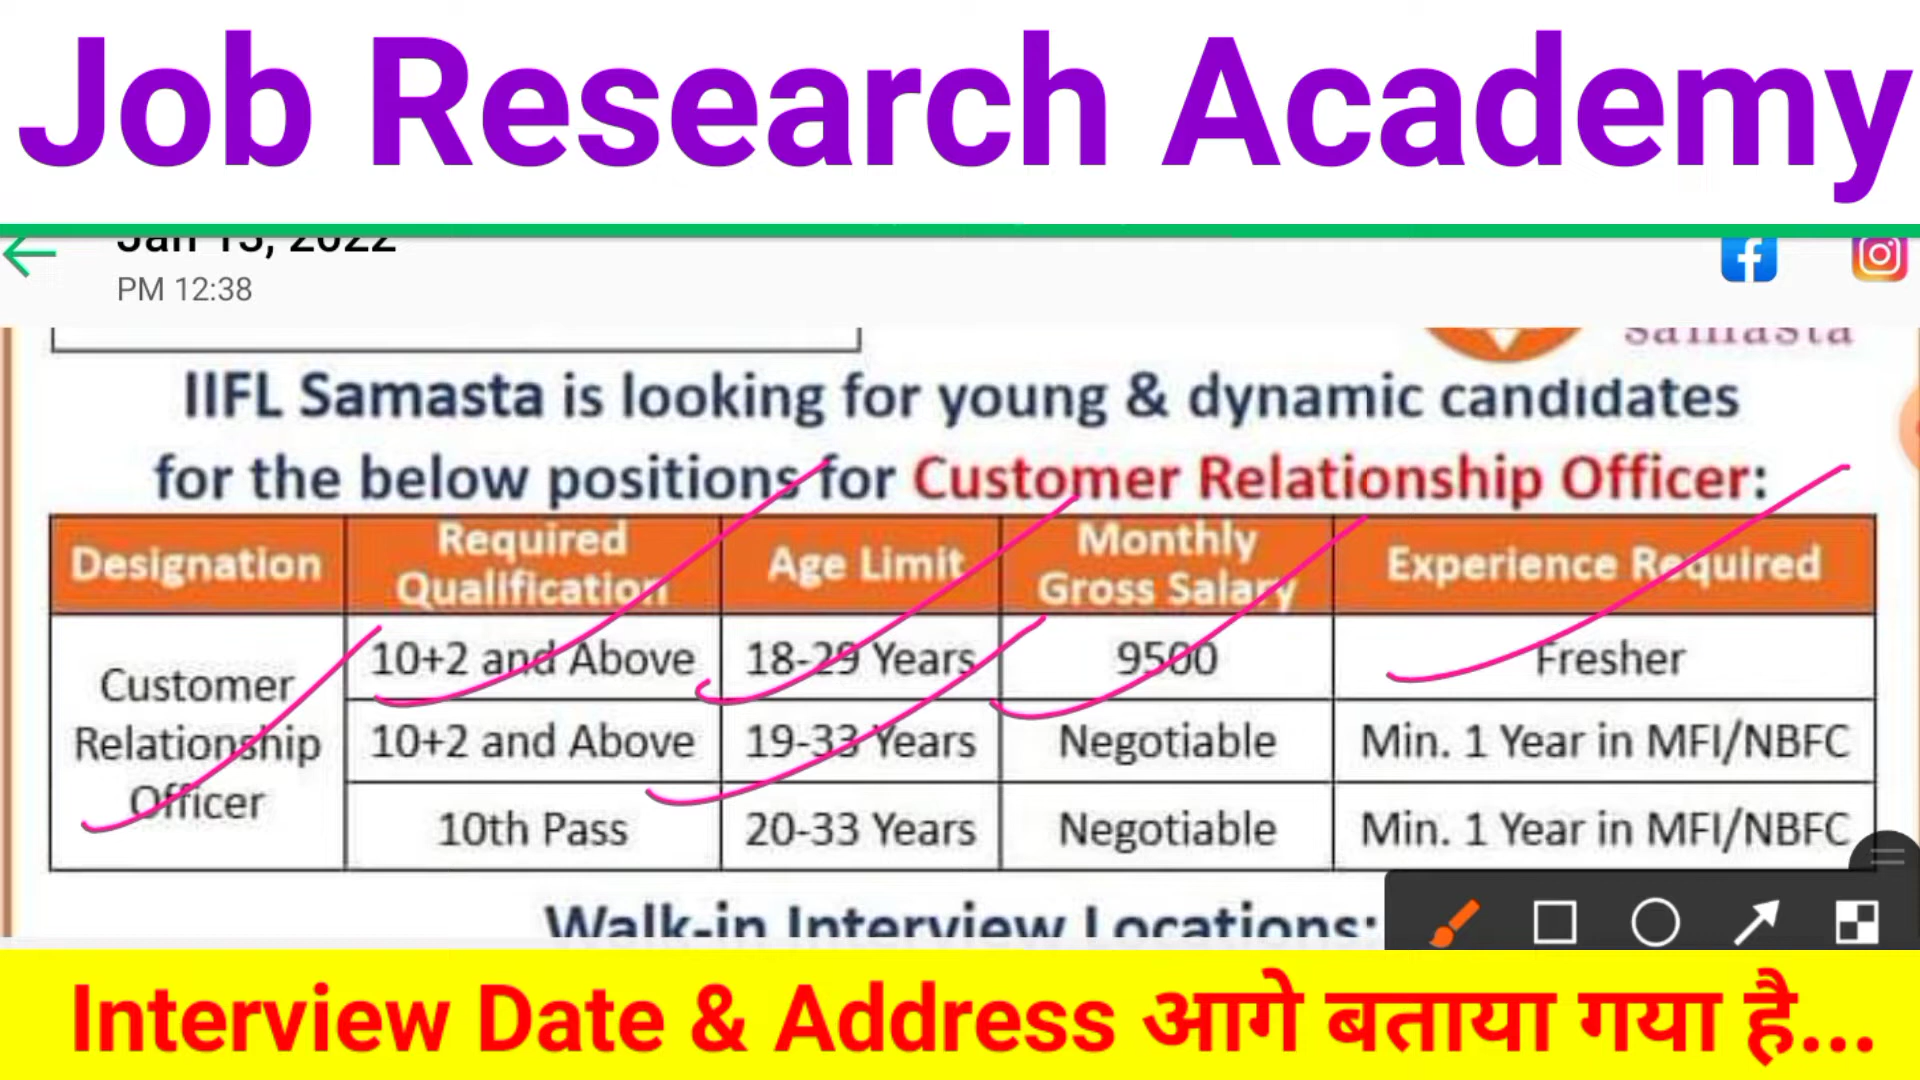 Job Research Academy
Jan 13, 2022
PM 12:38
samasta
IIFL Samasta is looking for young & dynamic candidates
for the below positions for Customer Relationship Officer:
Designation Required Qualification Age Limit Monthly Gross Salary Experience Required
Customer Relationship Officer
10+2 and Above 18-29 Years 9500 Fresher
10+2 and Above 19-33 Years Negotiable Min. 1 Year in MFI/NBFC
10th Pass 20-33 Years Negotiable Min. 1 Year in MFI/NBFC
Walk-in Interview Locations:
Interview Date & Address आगे बताया गया है...